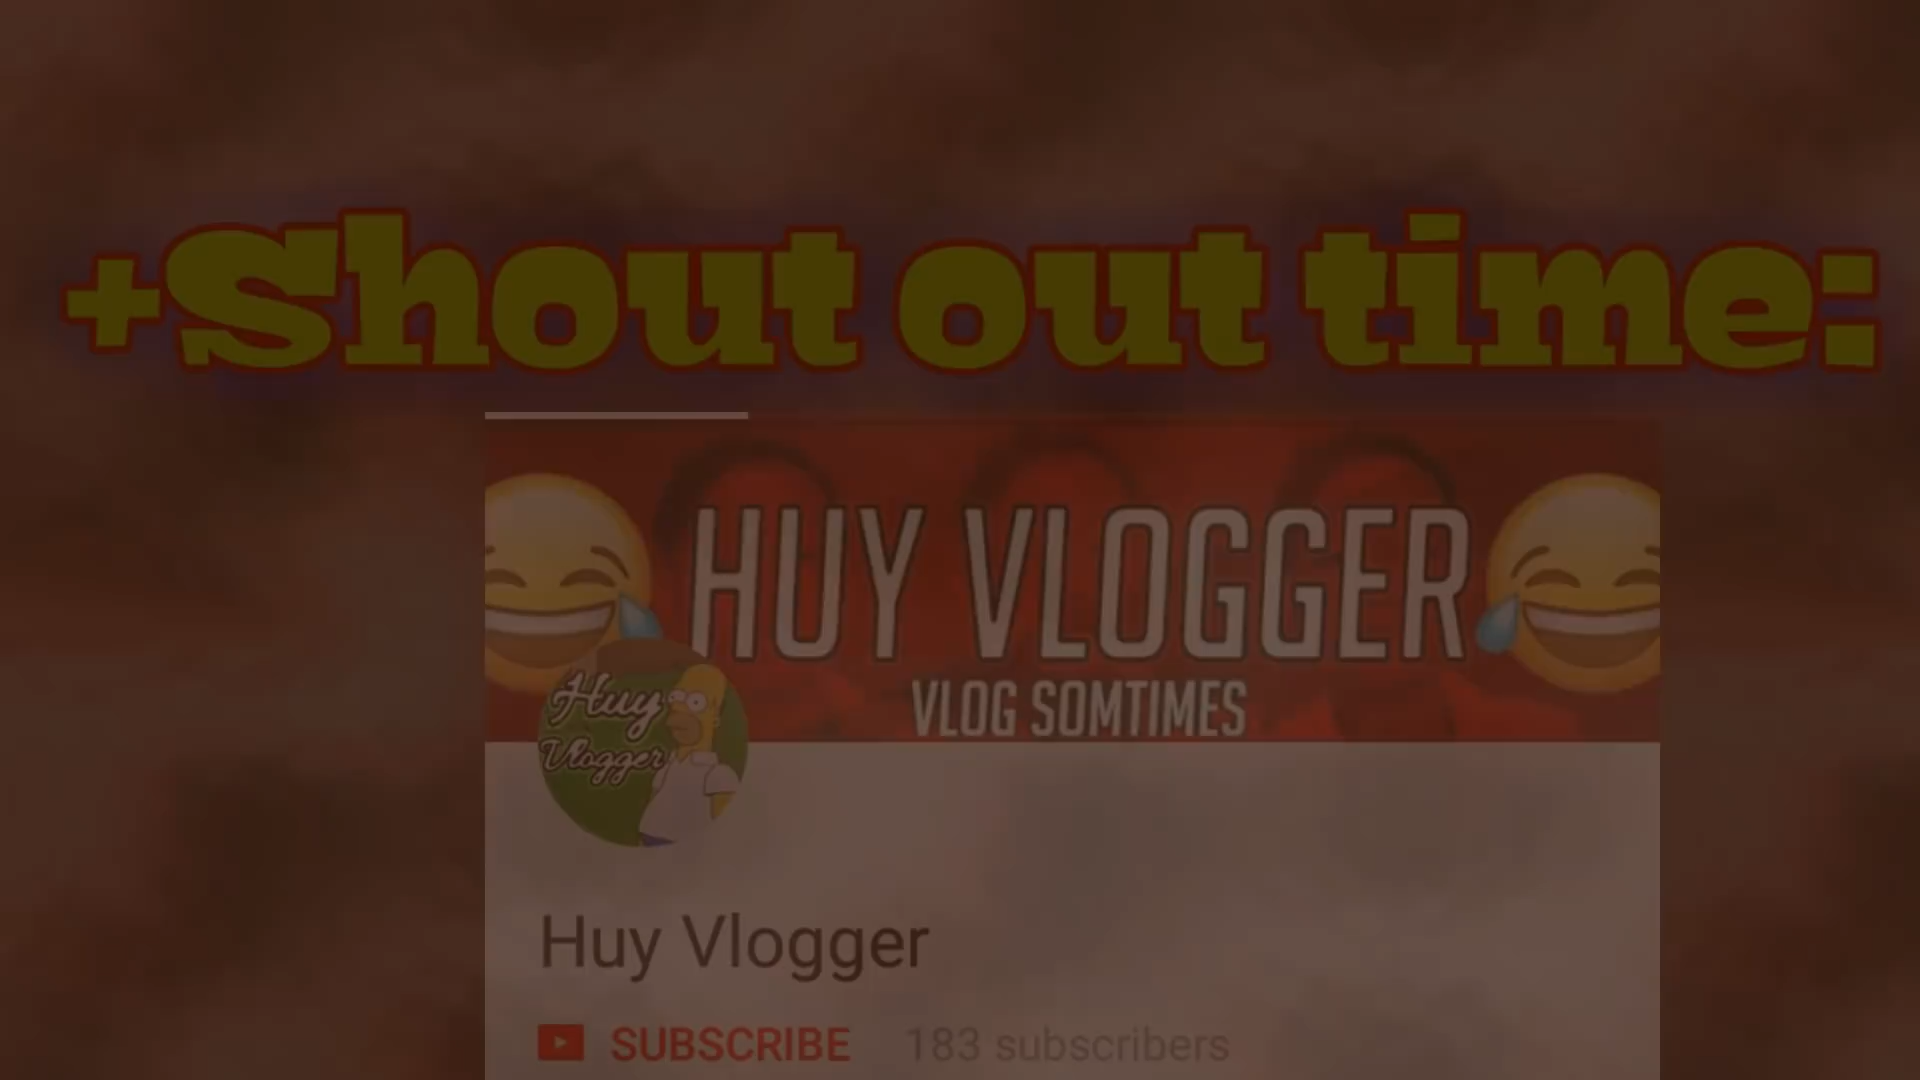 +Shout out time:
HUY VLOGGER
VLOG SOMTIMES
Huy
Vlogger
Huy Vlogger
SUBSCRIBE 183 subscribers